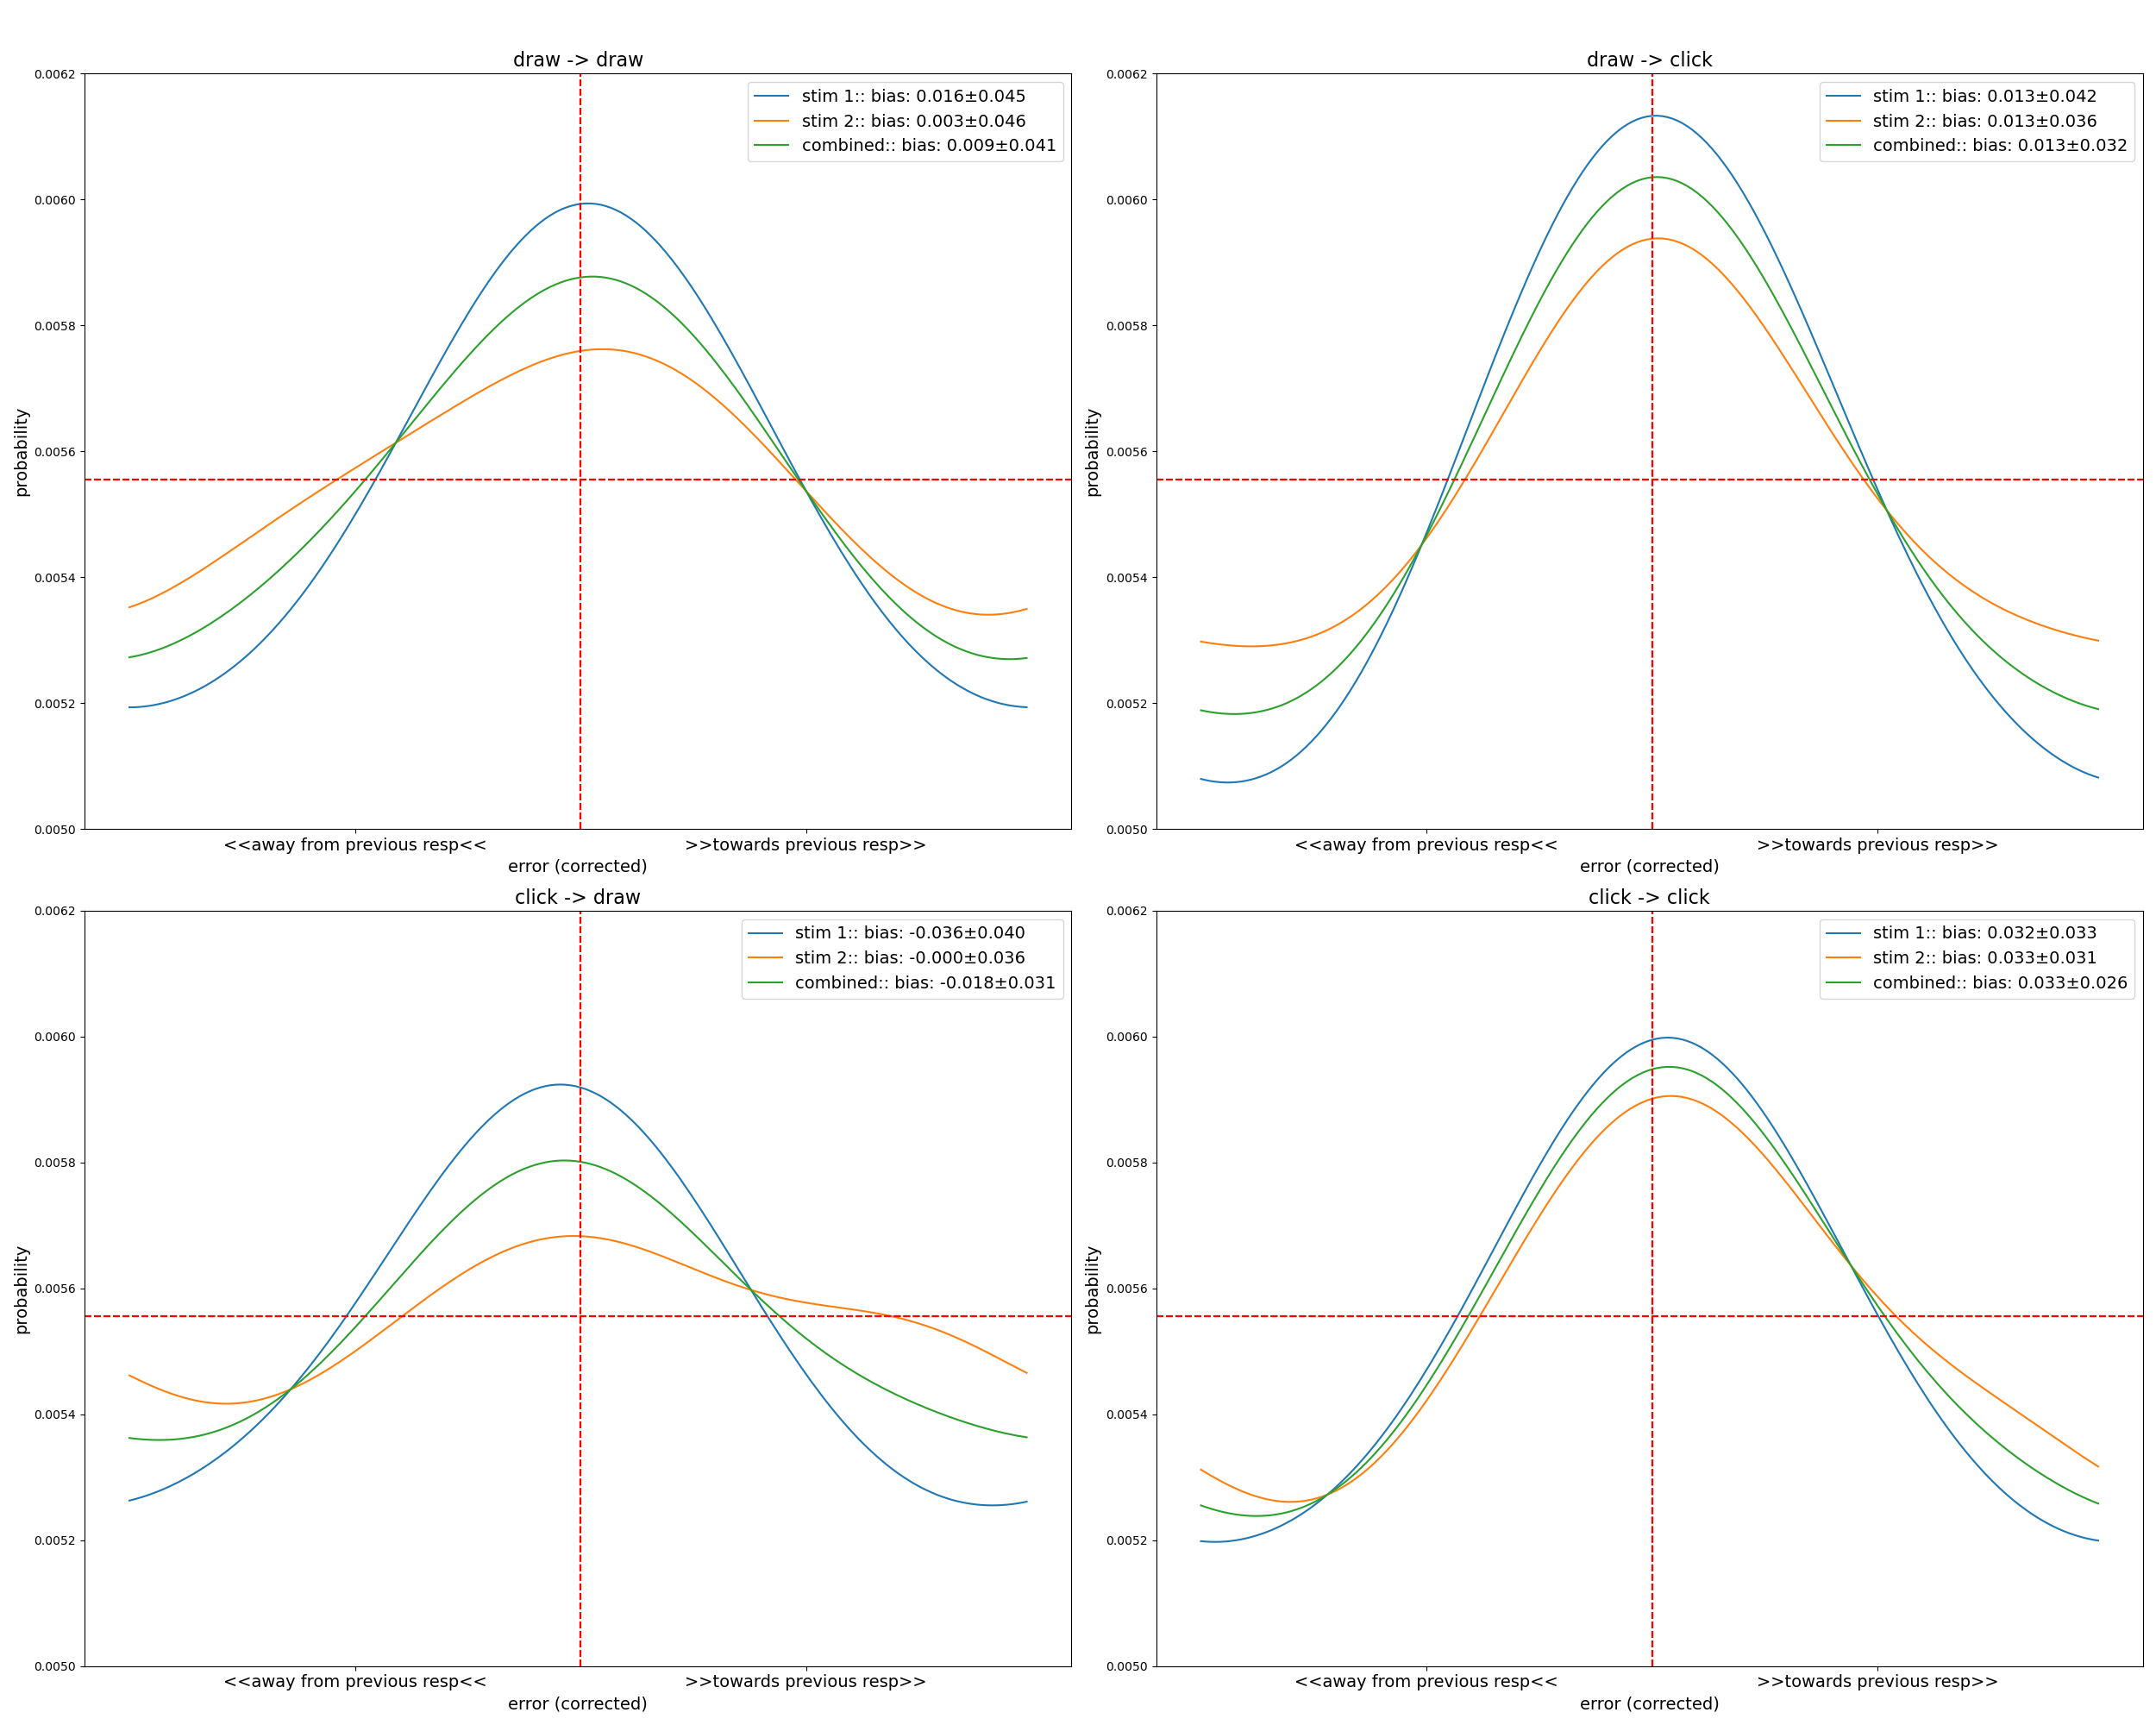 draw -> draw
0.0062
0.0060
0.0058
0.0056
0.0054
0.0052
0.0050
probability
stim 1:: bias: 0.016±0.045
stim 2:: bias: 0.003±0.046
combined:: bias: 0.009±0.041
<<away from previous resp<<
>>towards previous resp>>
error (corrected)
draw -> click
0.0062
0.0060
0.0058
0.0056
0.0054
0.0052
0.0050
probability
stim 1:: bias: 0.013±0.042
stim 2:: bias: 0.013±0.036
combined:: bias: 0.013±0.032
<<away from previous resp<<
>>towards previous resp>>
error (corrected)
click -> draw
0.0062
0.0060
0.0058
0.0056
0.0054
0.0052
0.0050
probability
stim 1:: bias: -0.036±0.040
stim 2:: bias: -0.000±0.036
combined:: bias: -0.018±0.031
<<away from previous resp<<
>>towards previous resp>>
error (corrected)
click -> click
0.0062
0.0060
0.0058
0.0056
0.0054
0.0052
0.0050
probability
stim 1:: bias: 0.032±0.033
stim 2:: bias: 0.033±0.031
combined:: bias: 0.033±0.026
<<away from previous resp<<
>>towards previous resp>>
error (corrected)